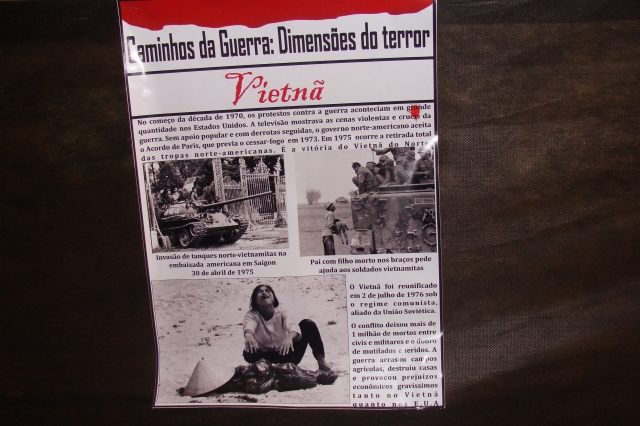 Caminhos da Guerra: Dimensões do terror
Vietnã
No começo da década de 1970, os protestos contra a guerra aconteciam em grande
quantidade nos Estados Unidos. A televisão mostrava as cenas violentas e cruéis da
guerra. Sem apoio popular e com derrotas seguidas, o governo norte-americano aceita
o Acordo de Paris, que previa o cessar-fogo em 1973. Em 1975 ocorre a retirada total
das tropas norte-americanas. É a vitória do Vietnã do Norte.
Invasão de tanques norte-vietnamitas na
embaixada americana em Saigon
30 de abril de 1975
Pai com filho morto nos braços pede
ajuda aos soldados vietnamitas
O Vietnã foi reunificado
em 2 de julho de 1976 sob
o regime comunista,
aliado da União Soviética.
O conflito deixou mais de
1 milhão de mortos entre
civis e militares e o dobro
de mutilados e feridos. A
guerra arrasou campos
agrícolas, destruiu casas
e provocou prejuízos
econômicos gravíssimos
tanto no Vietnã
quanto nos E.U.A